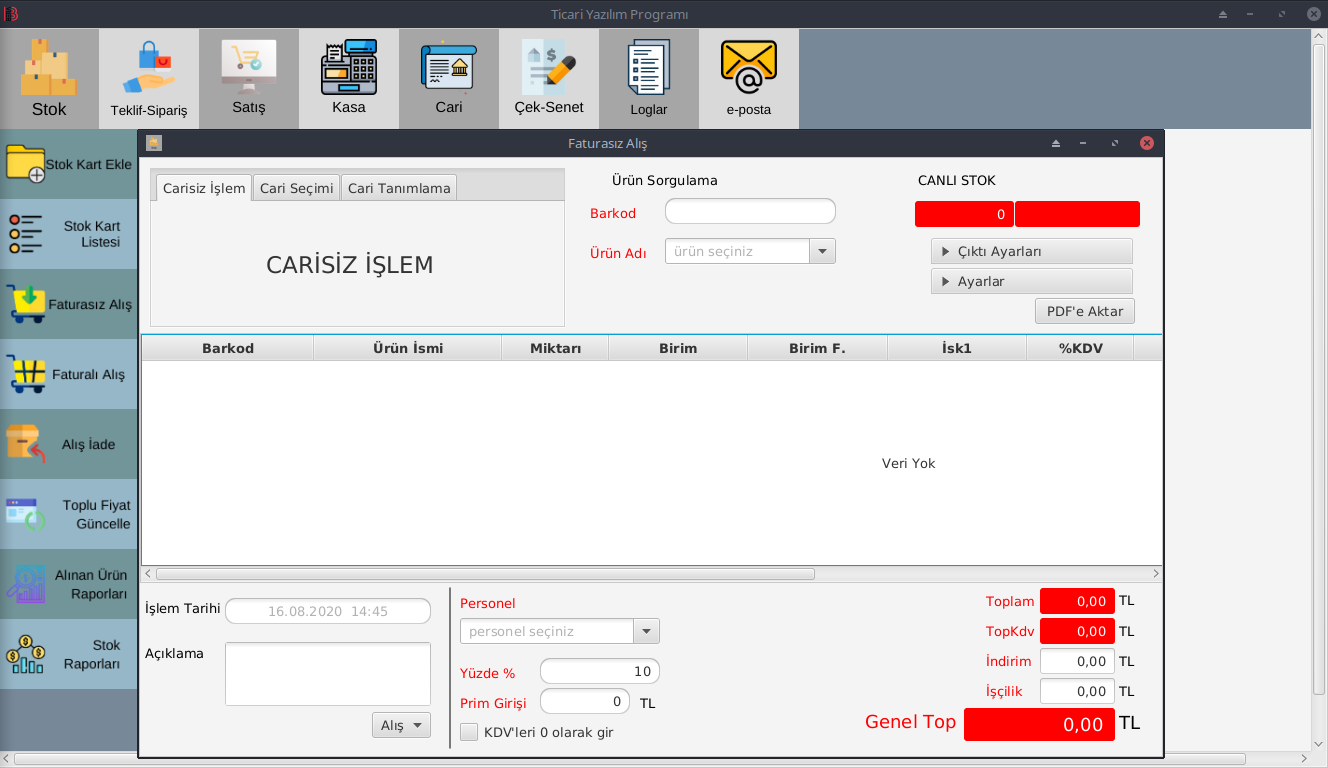 Ticari Yazılım Programı
Stok
Teklif-Sipariş
Satış
Kasa
Cari
Çek-Senet
Loglar
e-posta
Stok Kart Ekle
Stok Kart
Listesi
Faturasız Alış
Faturalı Alış
Alış İade
Toplu Fiyat
Güncelle
Alınan Ürün
Raporları
Stok
Raporları
Faturasız Alış
Carisiz İşlem
Cari Seçimi
Cari Tanımlama
CARİSİZ İŞLEM
Ürün Sorgulama
Barkod
Ürün Adı
ürün seçiniz
CANLI STOK
0
Çıktı Ayarları
Ayarlar
PDF'e Aktar
Barkod
Ürün İsmi
Miktarı
Birim
Birim F.
İsk1
%KDV
Veri Yok
İşlem Tarihi
16.08.2020 14:45
Açıklama
Alış
Personel
personel seçiniz
Yüzde %
10
Prim Girişi
0
TL
KDV'leri 0 olarak gir
Toplam 0,00 TL
TopKdv 0,00 TL
İndirim 0,00 TL
İşçilik 0,00 TL
Genel Top 0,00 TL